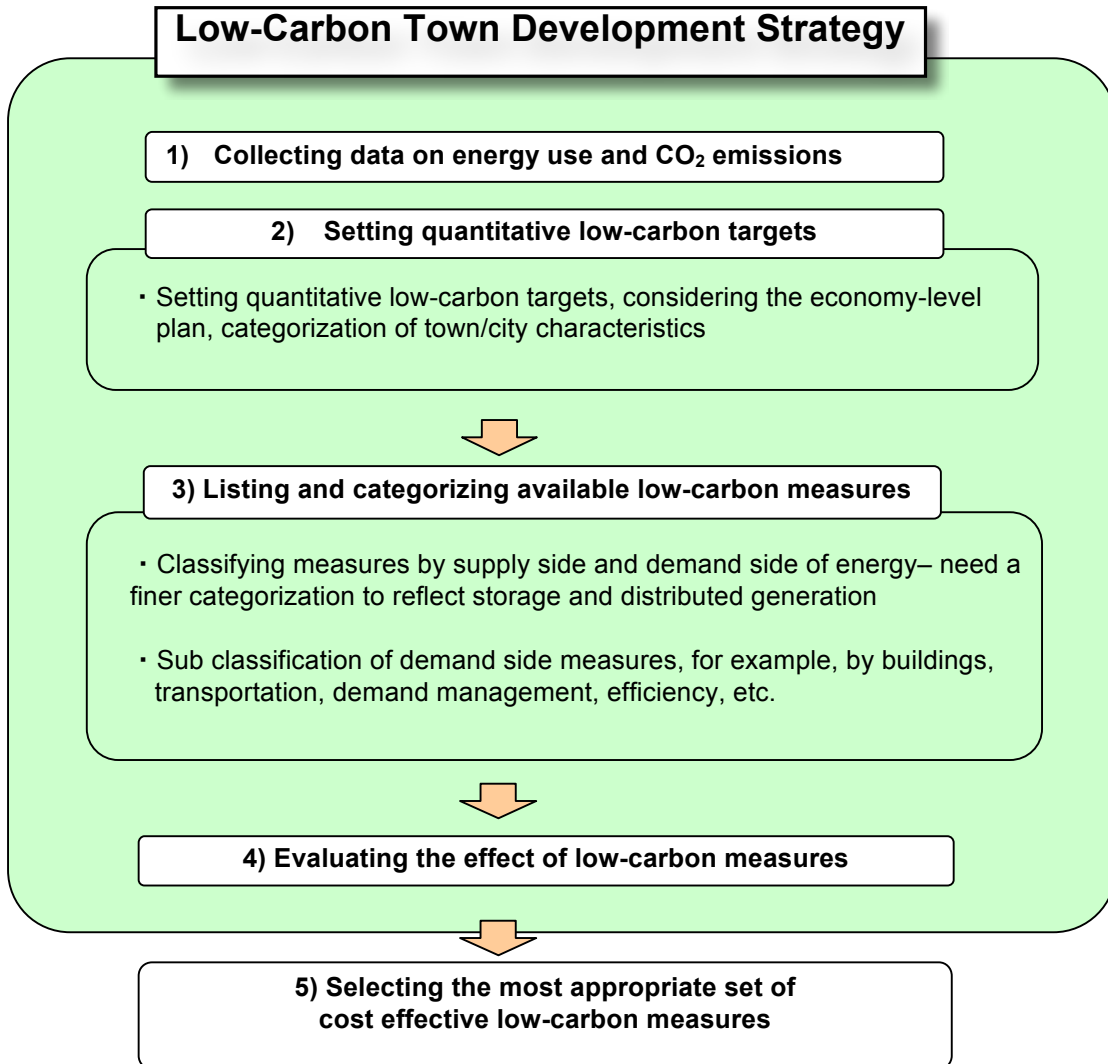 Low-Carbon Town Development Strategy
1) Collecting data on energy use and CO₂ emissions
2) Setting quantitative low-carbon targets
・Setting quantitative low-carbon targets, considering the economy-level
plan, categorization of town/city characteristics
3) Listing and categorizing available low-carbon measures
・Classifying measures by supply side and demand side of energy– need a
finer categorization to reflect storage and distributed generation
・Sub classification of demand side measures, for example, by buildings,
transportation, demand management, efficiency, etc.
4) Evaluating the effect of low-carbon measures
5) Selecting the most appropriate set of
cost effective low-carbon measures